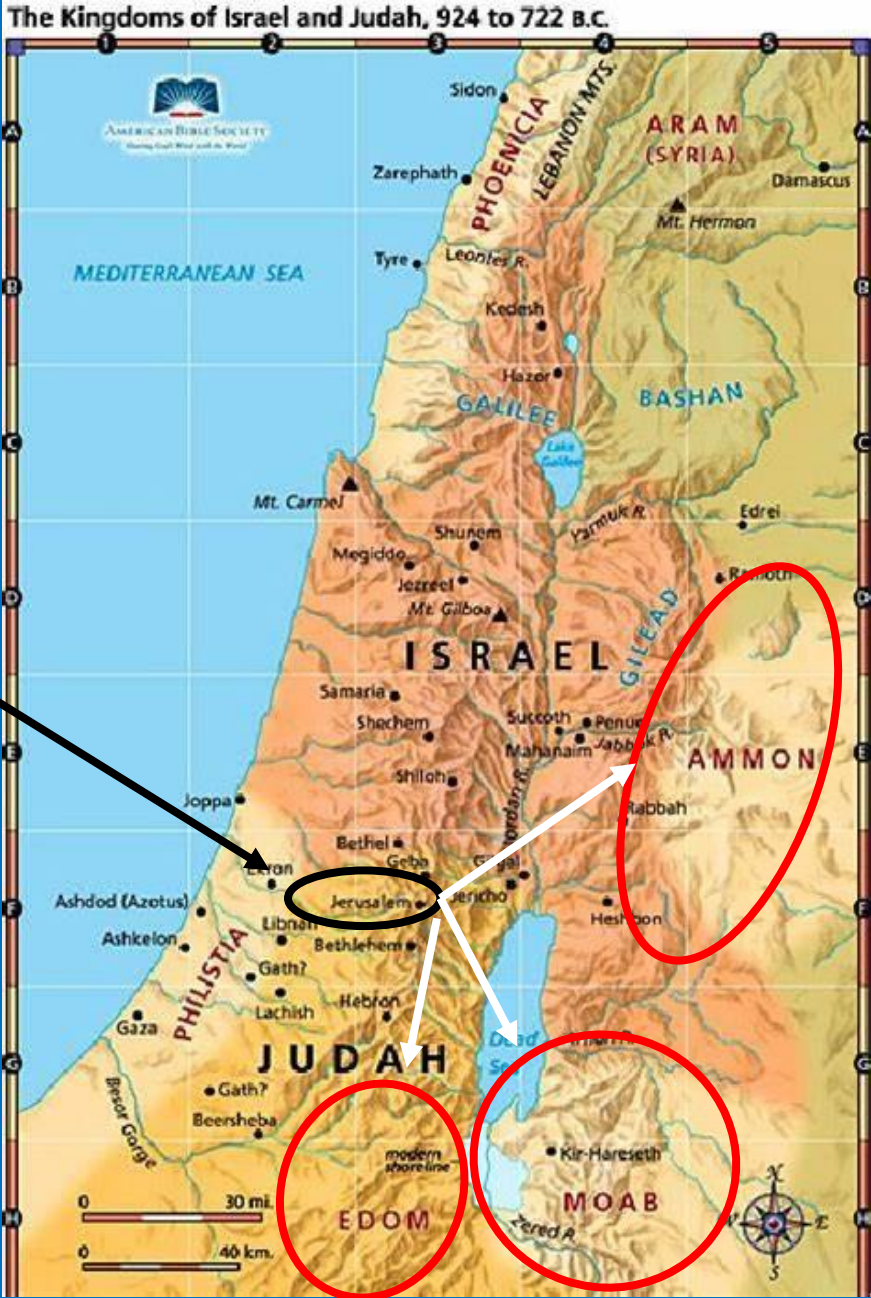 The Kingdoms of Israel and Judah, 924 to 722 B.C.
1 2 3 4 5
A
B
C
D
E
F
G
H
AMERICAN BIBLE SOCIETY
Sidon
PHOENICIA
LEBANON MTS.
ARAM
(SYRIA)
Zarephath
Damascus
Mt. Hermon
Tyre
Leontes R.
MEDITERRANEAN SEA
Kedesh
Hazor
GALILEE
BASHAN
Lake
Galilee
Mt. Carmel
Yarmuk R.
Edrei
Shunem
Megiddo
Jezreel
Ramoth
Mt. Gilboa
GILEAD
ISRAEL
Samaria
Succoth
Penuel
Shechem
Mahanaim
Jabbok R.
AMMON
Shiloh
Jordan R.
Joppa
Rabbah
Bethel
Geba
Gilgal
Ekron
Jerusalem
Jericho
Ashdod (Azotus)
Heshbon
Libnah
Ashkelon
Bethlehem
PHILISTIA
Gath?
Lachish
Hebron
Gaza
Dead
Sea
Arnon R.
JUDAH
Besor Gorge
Gath?
Beersheba
modern
shoreline
Kir-Hareseth
0 30 mi.
EDOM
MOAB
Zered R.
0 40 km.
N
W E
S